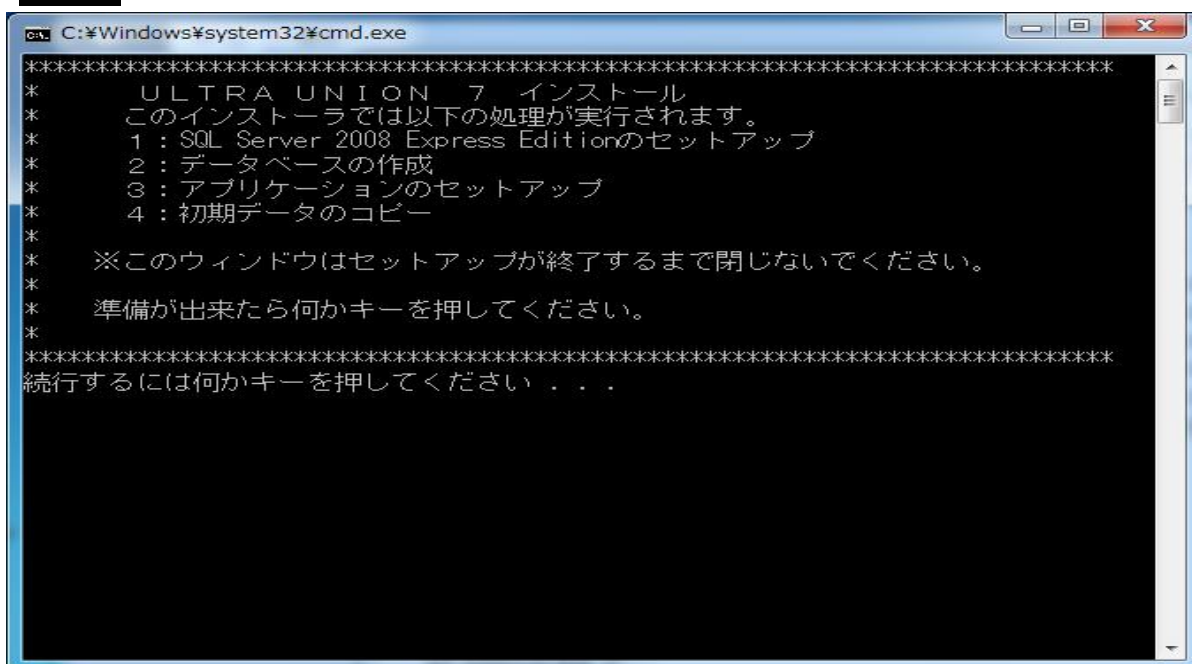 C:¥Windows¥system32¥cmd.exe
*****************************************************************************
*　　　ＵＬＴＲＡ ＵＮＩＯＮ　７　インストール
*　　　このインストーラでは以下の処理が実行されます。
*　　　１：SQL Server 2008 Express Editionのセットアップ
*　　　２：データベースの作成
*　　　３：アプリケーションのセットアップ
*　　　４：初期データのコピー
*
*　　※このウィンドウはセットアップが終了するまで閉じないでください。
*
*　　準備が出来たら何かキーを押してください。
*
*****************************************************************************
続行するには何かキーを押してください . . .